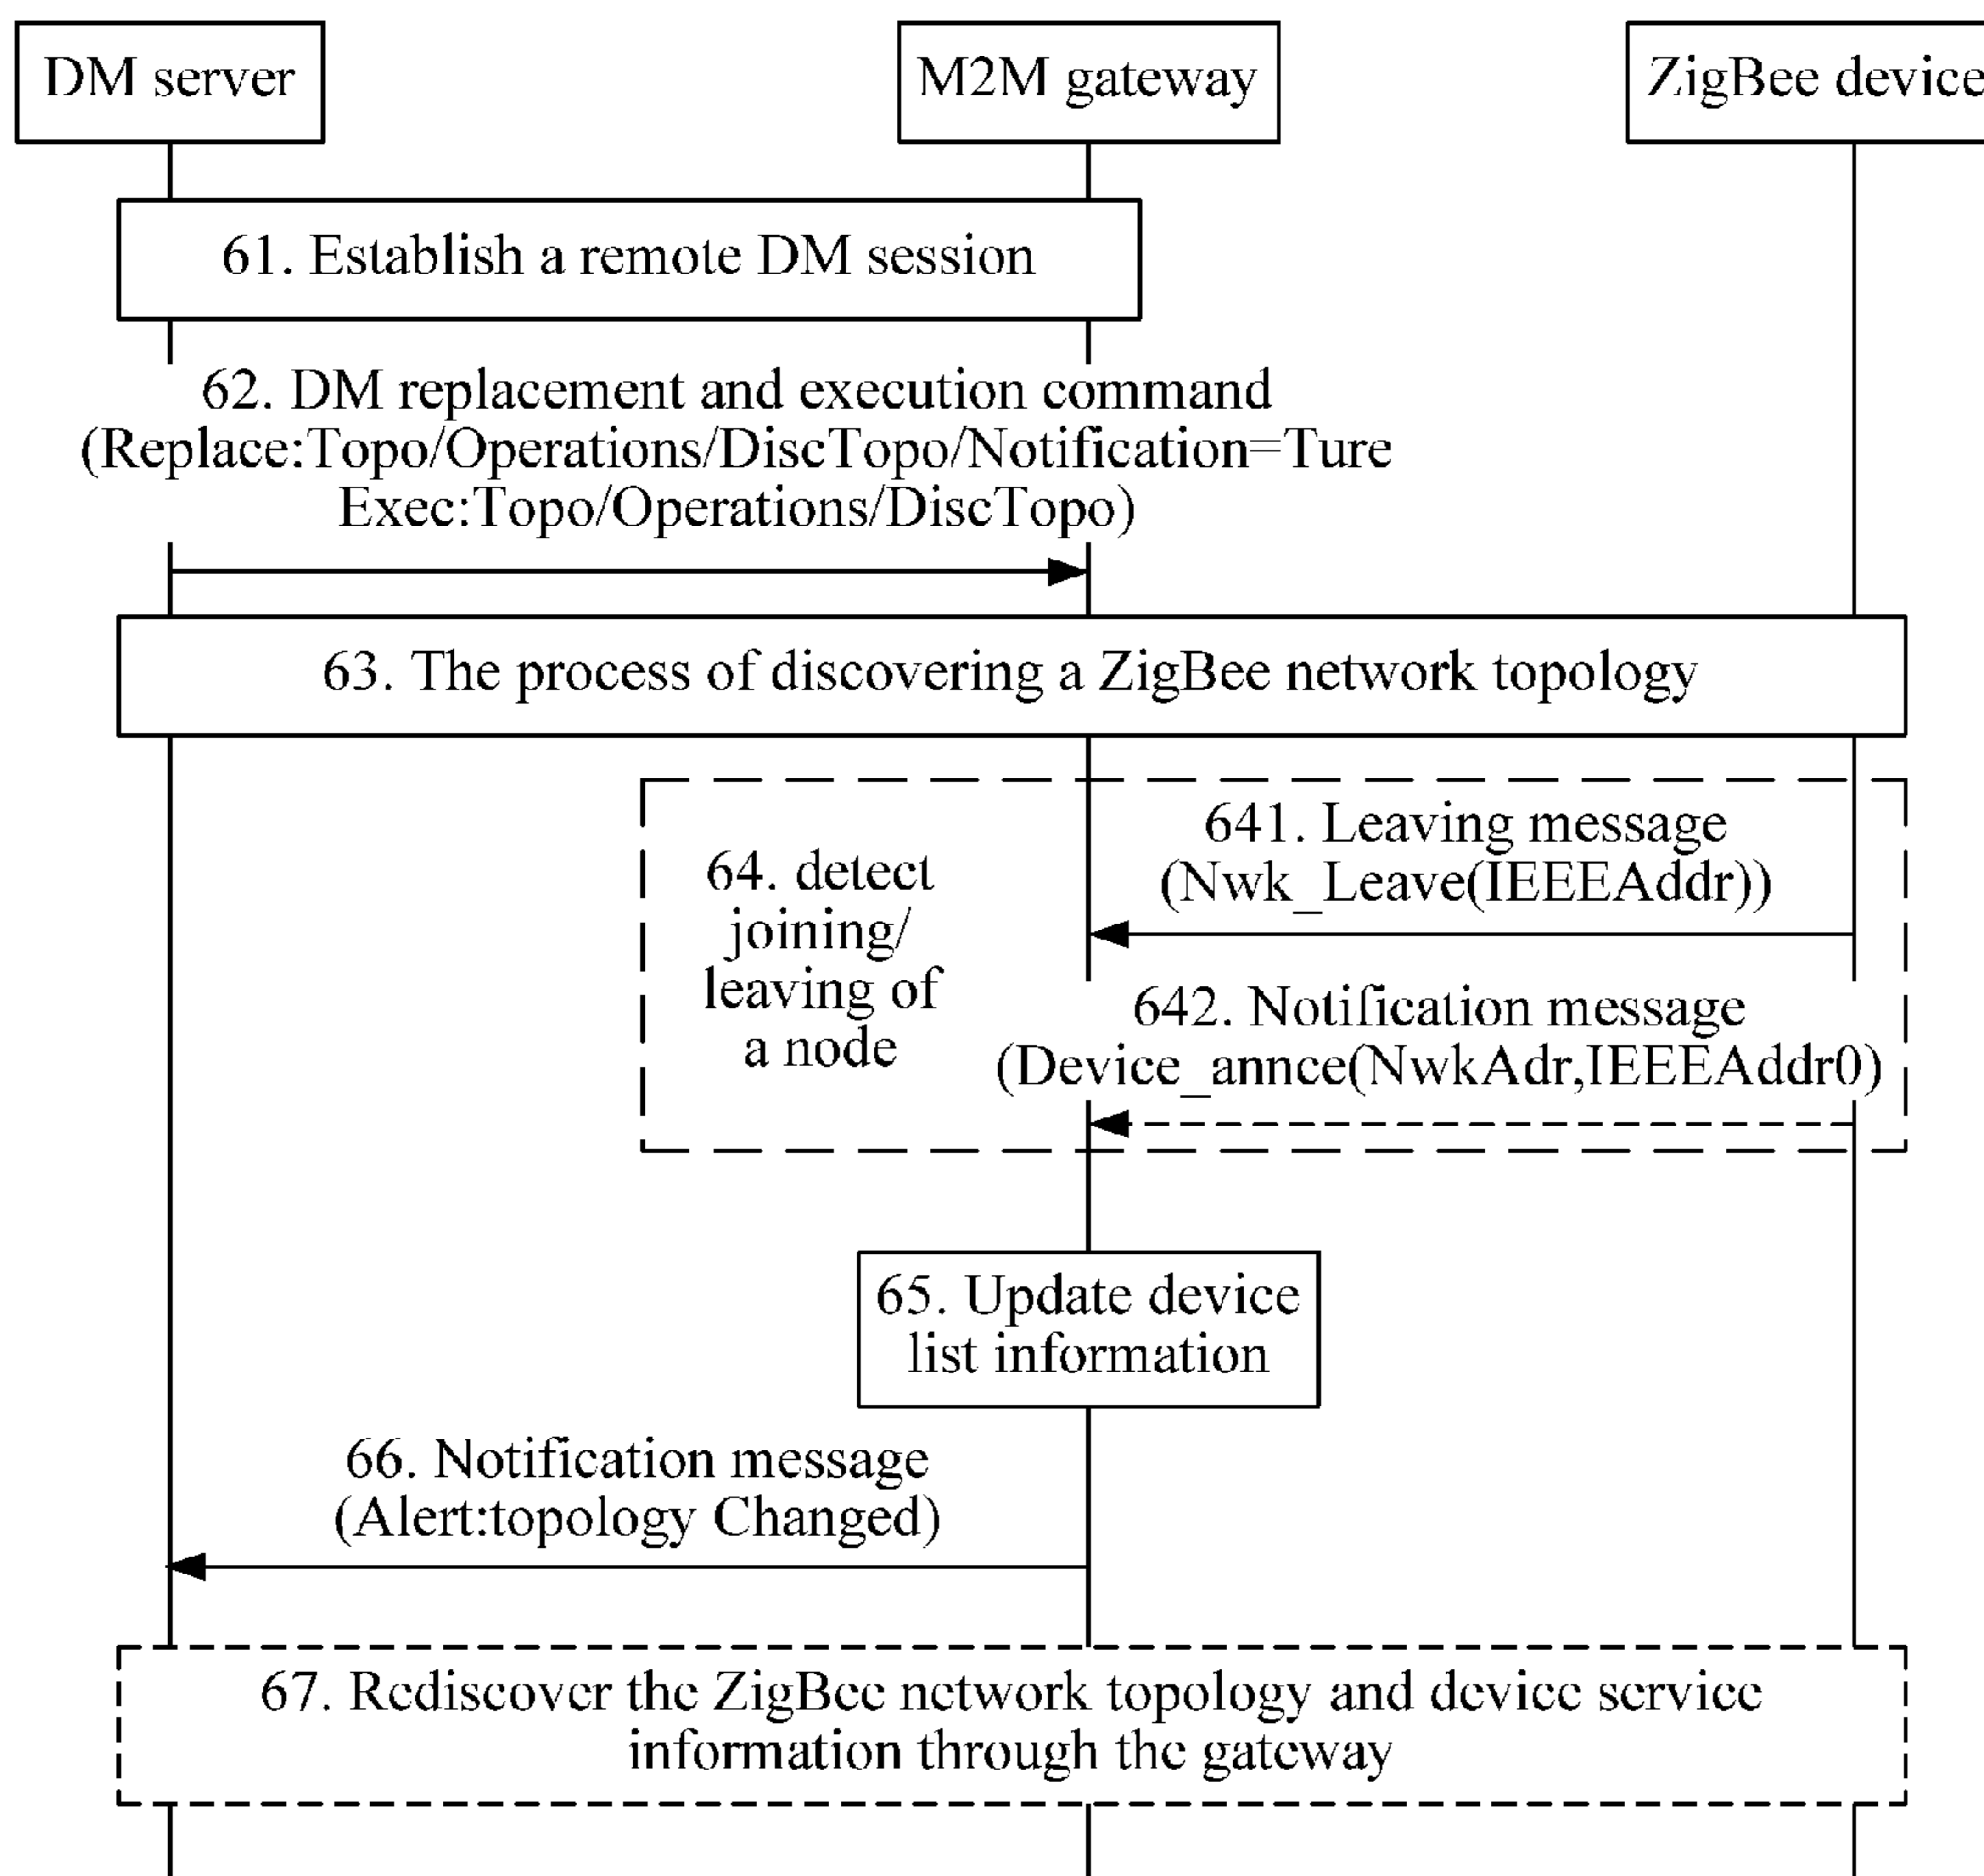 DM server
M2M gateway
ZigBee device
61. Establish a remote DM session
62. DM replacement and execution command
(Replace:Topo/Operations/DiscTopo/Notification=Ture
Exec:Topo/Operations/DiscTopo)
63. The process of discovering a ZigBee network topology
641. Leaving message
(Nwk_Leave(IEEEAddr))
64. detect
joining/
leaving of
a node
642. Notification message
(Device_annce(NwkAdr,IEEEAddr0)
65. Update device
list information
66. Notification message
(Alert:topology Changed)
67. Rediscover the ZigBee network topology and device service
information through the gateway